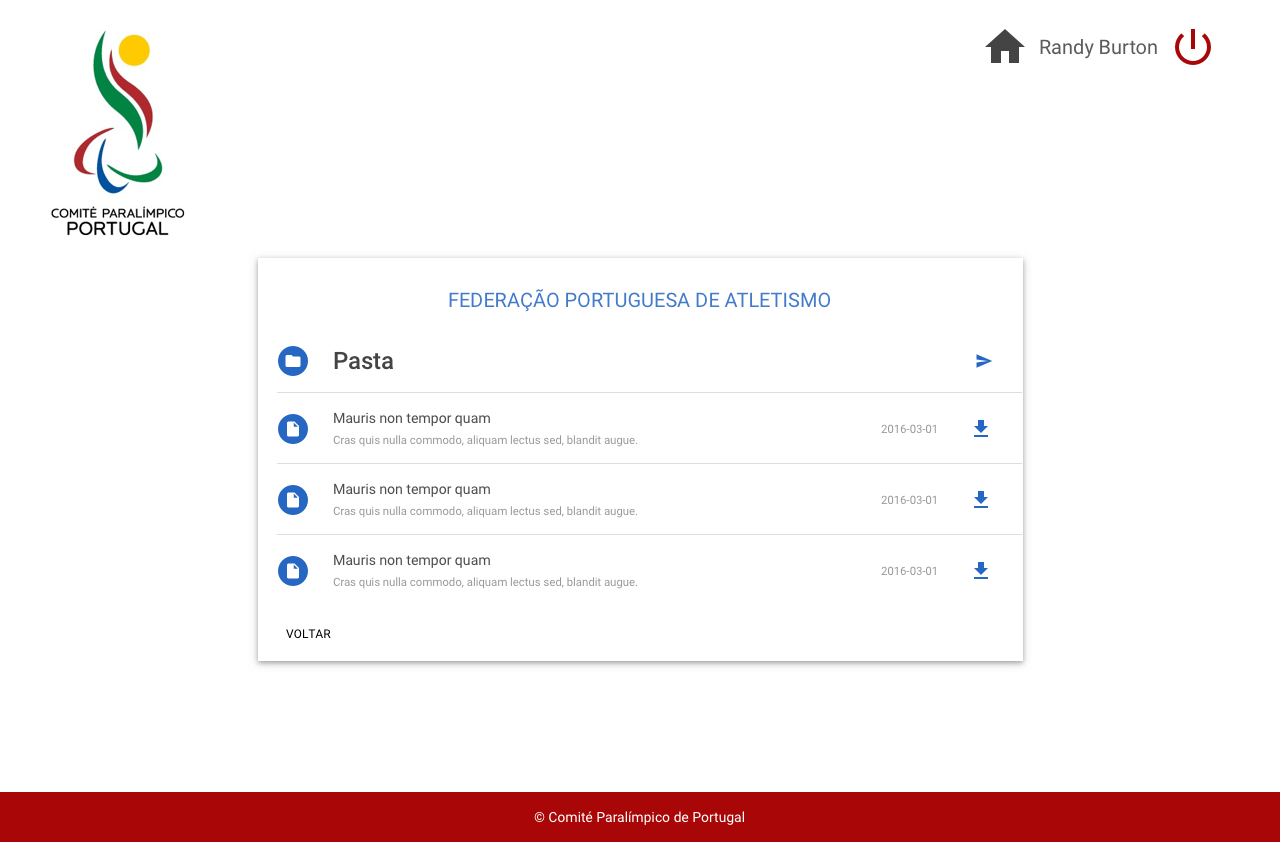 COMITÉ PARALÍMPICO
PORTUGAL
Randy Burton
FEDERAÇÃO PORTUGUESA DE ATLETISMO
Pasta
Mauris non tempor quam
Cras quis nulla commodo, aliquam lectus sed, blandit augue.
2016-03-01
Mauris non tempor quam
Cras quis nulla commodo, aliquam lectus sed, blandit augue.
2016-03-01
Mauris non tempor quam
Cras quis nulla commodo, aliquam lectus sed, blandit augue.
2016-03-01
VOLTAR
© Comité Paralímpico de Portugal